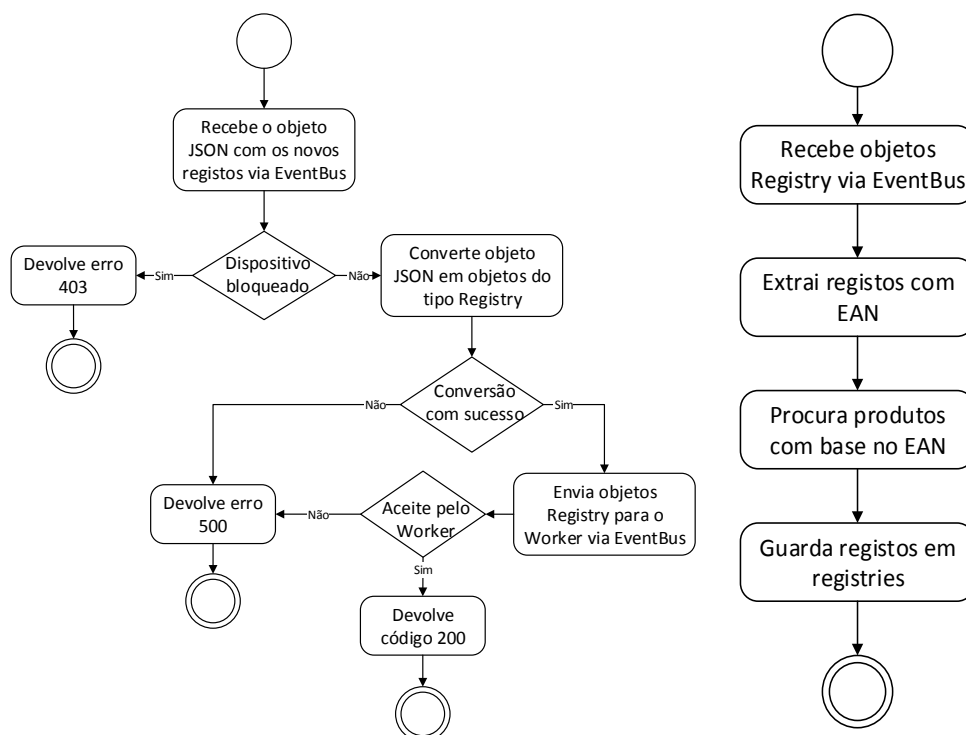 Recebe o objeto
JSON com os novos
registos via EventBus
Dispositivo
bloqueado
Sim
Não
Devolve erro
403
Converte objeto
JSON em objetos do
tipo Registry
Conversão
com sucesso
Não
Sim
Envia objetos
Registry para o
Worker via EventBus
Aceite pelo
Worker
Não
Sim
Devolve erro
500
Devolve
código 200
Recebe objetos
Registry via EventBus
Extrai registos com
EAN
Procura produtos
com base no EAN
Guarda registos em
registries